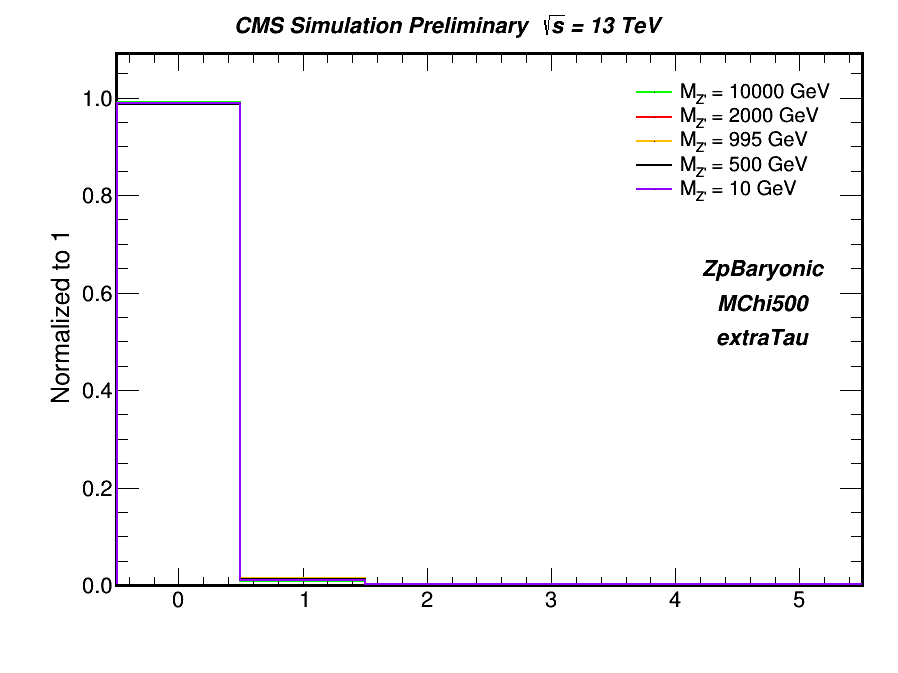 CMS Simulation Preliminary √s = 13 TeV
1.0
0.8
0.6
0.4
0.2
0.0
Normalized to 1
M_Z' = 10000 GeV
M_Z' = 2000 GeV
M_Z' = 995 GeV
M_Z' = 500 GeV
M_Z' = 10 GeV
ZpBaryonic
MChi500
extraTau
0 1 2 3 4 5